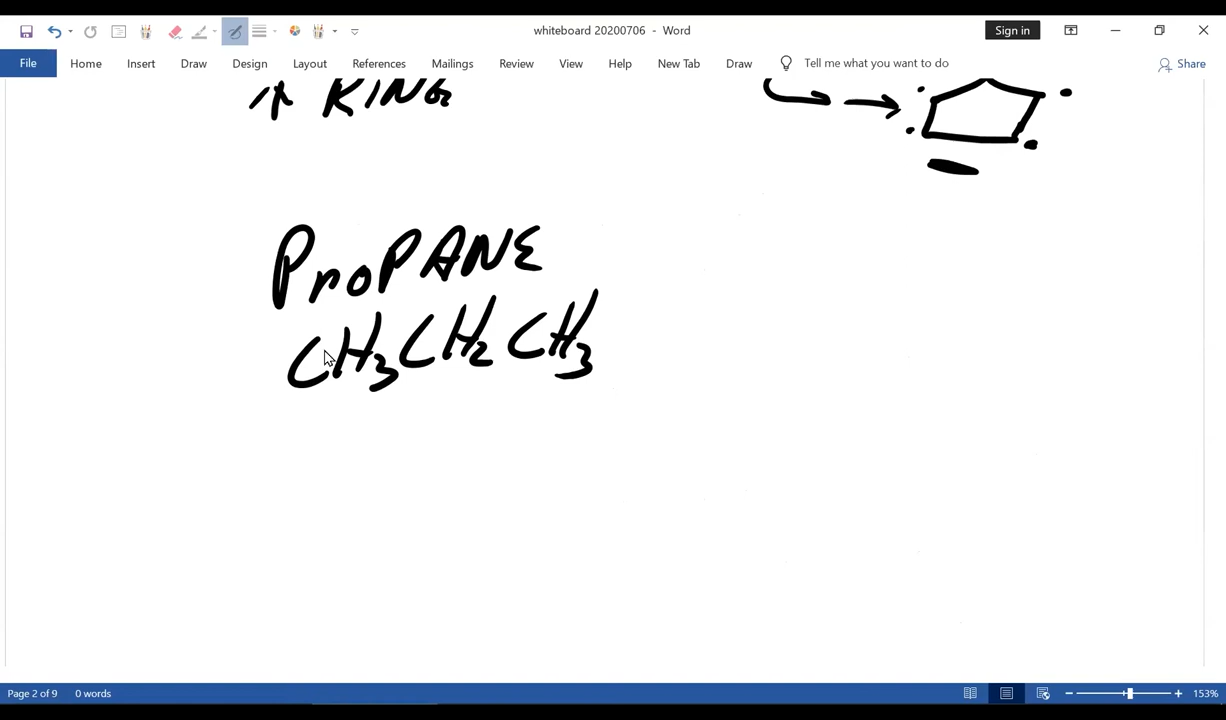 whiteboard 20200706 - Word
Sign in
File Home Insert Draw Design Layout References Mailings Review View Help New Tab Draw Tell me what you want to do Share
RING
ProPANE
CH3CH2CH3
Page 2 of 9 0 words
153%